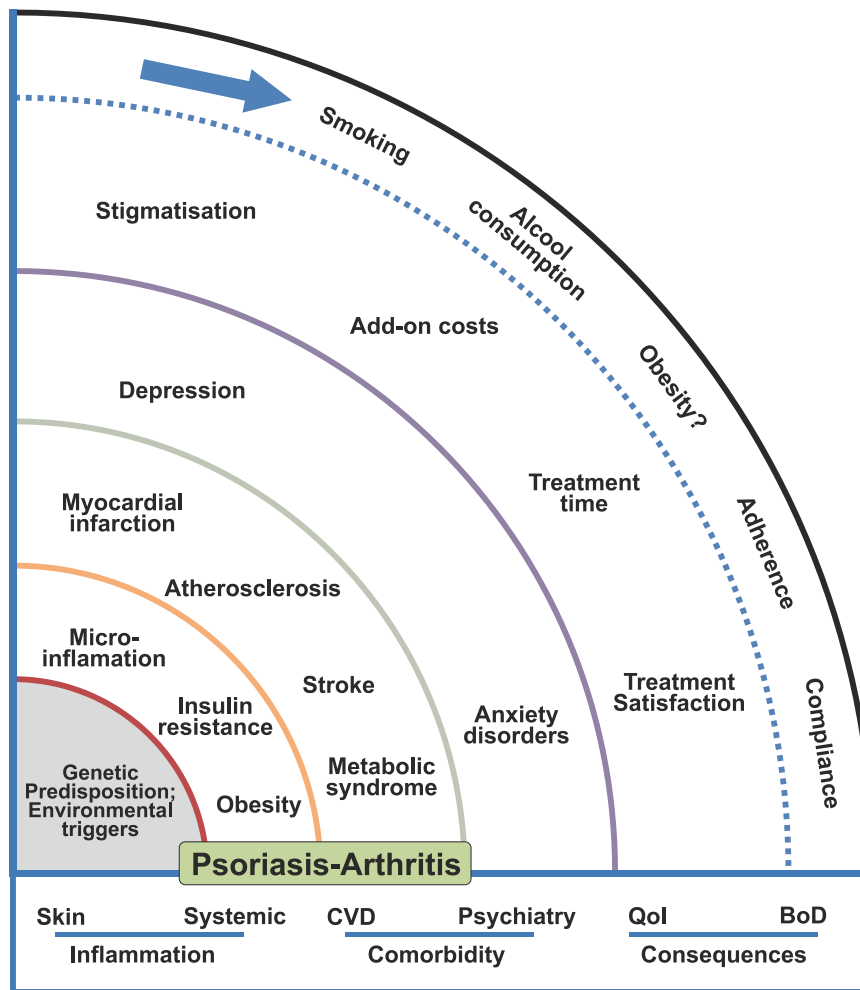 Smoking
Alcool
consumption
Obesity?
Adherence
Compliance
Stigmatisation
Add-on costs
Treatment
time
Treatment
Satisfaction
Depression
Anxiety
disorders
Myocardial
infarction
Atherosclerosis
Stroke
Metabolic
syndrome
Micro-
inflamation
Insulin
resistance
Obesity
Genetic
Predisposition;
Environmental
triggers
Psoriasis-Arthritis
Skin Systemic CVD Psychiatry Qol BoD
Inflammation Comorbidity Consequences